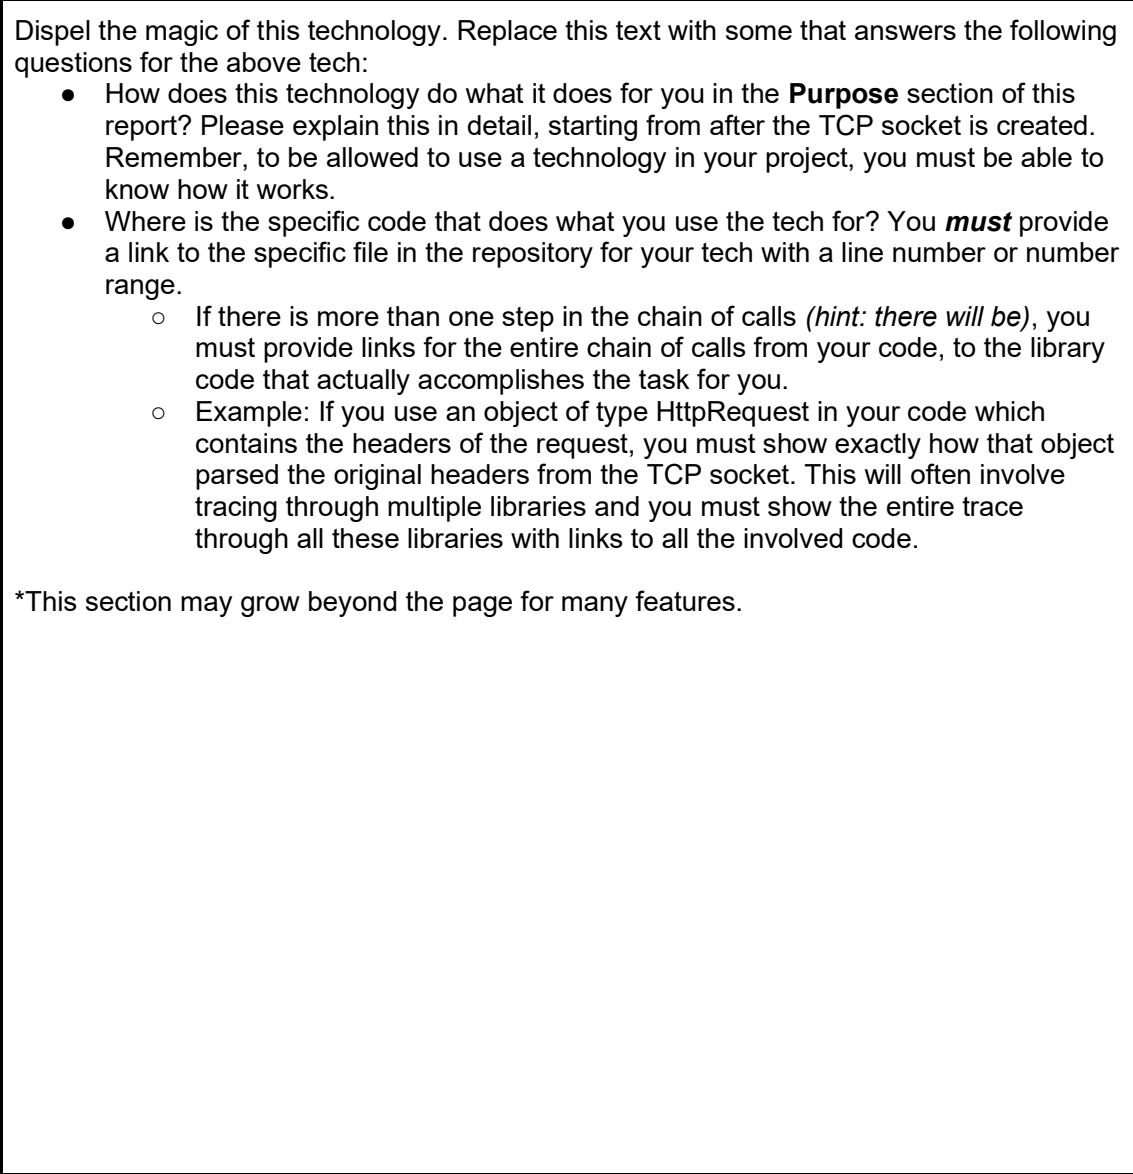 Dispel the magic of this technology. Replace this text with some that answers the following
questions for the above tech:
● How does this technology do what it does for you in the Purpose section of this
report? Please explain this in detail, starting from after the TCP socket is created.
Remember, to be allowed to use a technology in your project, you must be able to
know how it works.
● Where is the specific code that does what you use the tech for? You must provide
a link to the specific file in the repository for your tech with a line number or number
range.
○ If there is more than one step in the chain of calls (hint: there will be), you
must provide links for the entire chain of calls from your code, to the library
code that actually accomplishes the task for you.
○ Example: If you use an object of type HttpRequest in your code which
contains the headers of the request, you must show exactly how that object
parsed the original headers from the TCP socket. This will often involve
tracing through multiple libraries and you must show the entire trace
through all these libraries with links to all the involved code.
*This section may grow beyond the page for many features.